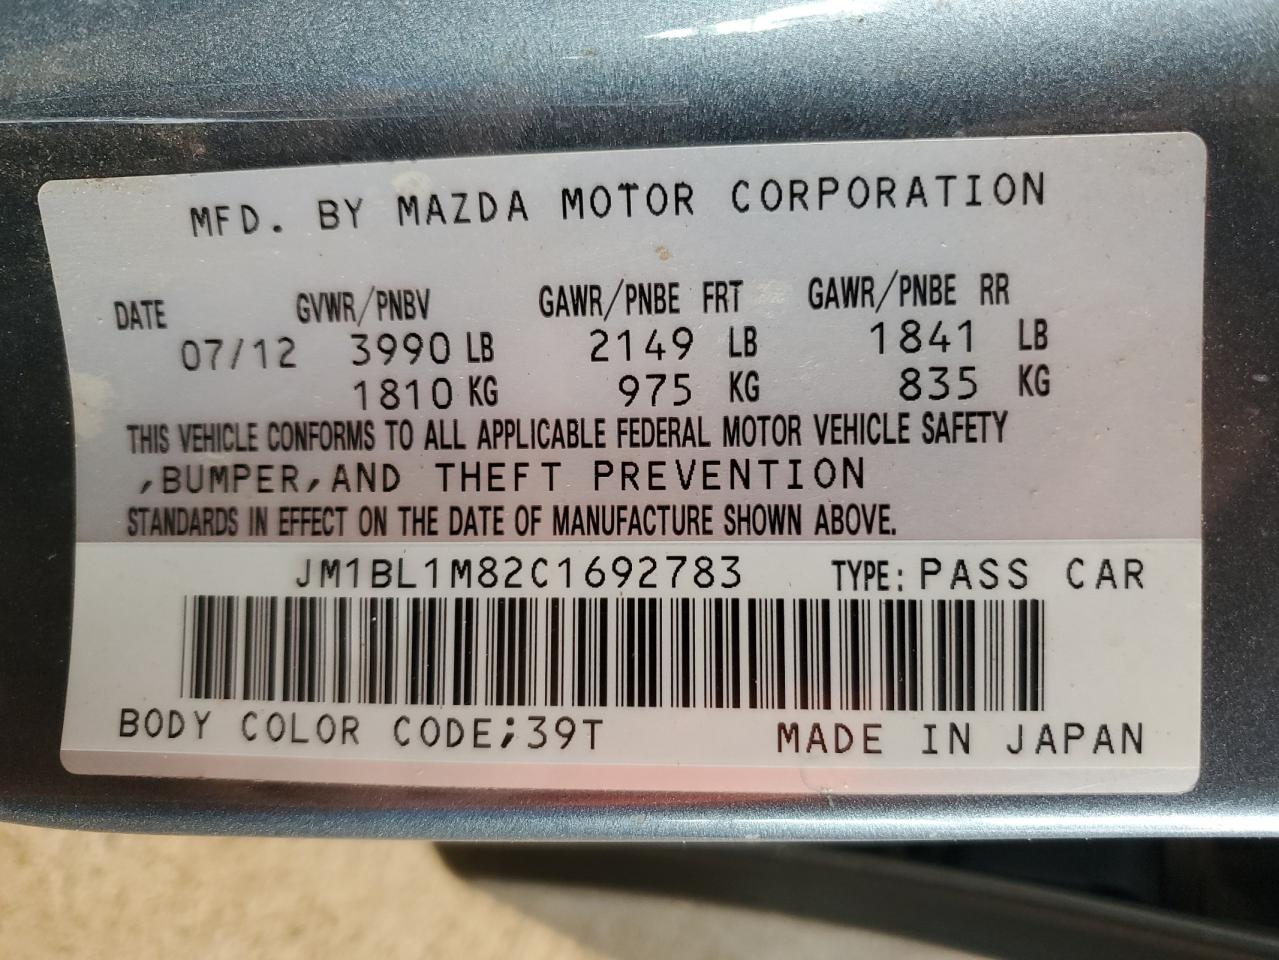 MFD. BY MAZDA MOTOR CORPORATION
DATE GVWR/PNBV GAWR/PNBE FRT GAWR/PNBE RR
07/12 3990 LB 2149 LB 1841 LB
1810 KG 975 KG 835 KG
THIS VEHICLE CONFORMS TO ALL APPLICABLE FEDERAL MOTOR VEHICLE SAFETY
,BUMPER,AND THEFT PREVENTION
STANDARDS IN EFFECT ON THE DATE OF MANUFACTURE SHOWN ABOVE.
JM1BL1M82C1692783 TYPE: PASS CAR
BODY COLOR CODE;39T MADE IN JAPAN